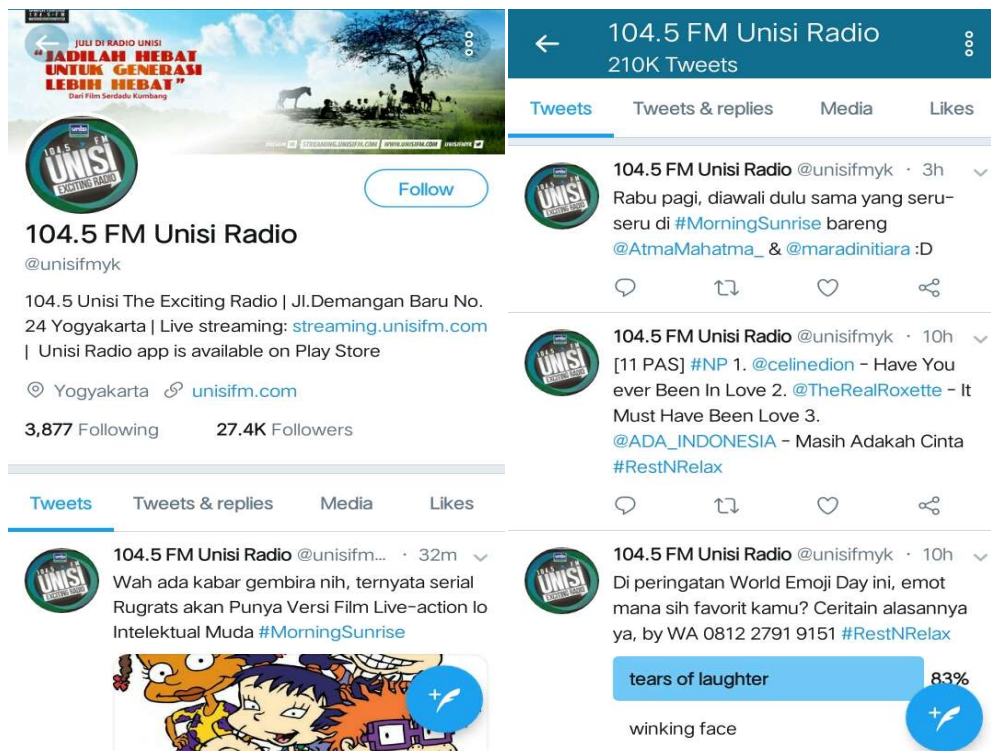 JULI DI RADIO UNISI
"JADILAH HEBAT
UNTUK GENERASI
LEBIH HEBAT"
Dari Film Serdadu Kumbang
STREAMING.UNISIFM.COM | WWW.UNISIFM.COM | UNISIFMYK
unisi
104.5 FM
UNISI
EXCITING RADIO
Follow
104.5 FM Unisi Radio
@unisifmyk
104.5 Unisi The Exciting Radio | Jl.Demangan Baru No.
24 Yogyakarta | Live streaming: streaming.unisifm.com
| Unisi Radio app is available on Play Store
Yogyakarta unisifm.com
3,877 Following 27.4K Followers
Tweets Tweets & replies Media Likes
104.5 FM Unisi Radio @unisifm... · 32m
Wah ada kabar gembira nih, ternyata serial
Rugrats akan Punya Versi Film Live-action lo
Intelektual Muda #MorningSunrise
104.5 FM Unisi Radio
210K Tweets
Tweets Tweets & replies Media Likes
104.5 FM Unisi Radio @unisifmyk · 3h
Rabu pagi, diawali dulu sama yang seru-
seru di #MorningSunrise bareng
@AtmaMahatma_ & @maradinitiara :D
104.5 FM Unisi Radio @unisifmyk · 10h
[11 PAS] #NP 1. @celinedion - Have You
ever Been In Love 2. @TheRealRoxette - It
Must Have Been Love 3.
@ADA_INDONESIA - Masih Adakah Cinta
#RestNRelax
104.5 FM Unisi Radio @unisifmyk · 10h
Di peringatan World Emoji Day ini, emot
mana sih favorit kamu? Ceritain alasannya
ya, by WA 0812 2791 9151 #RestNRelax
tears of laughter 83%
winking face